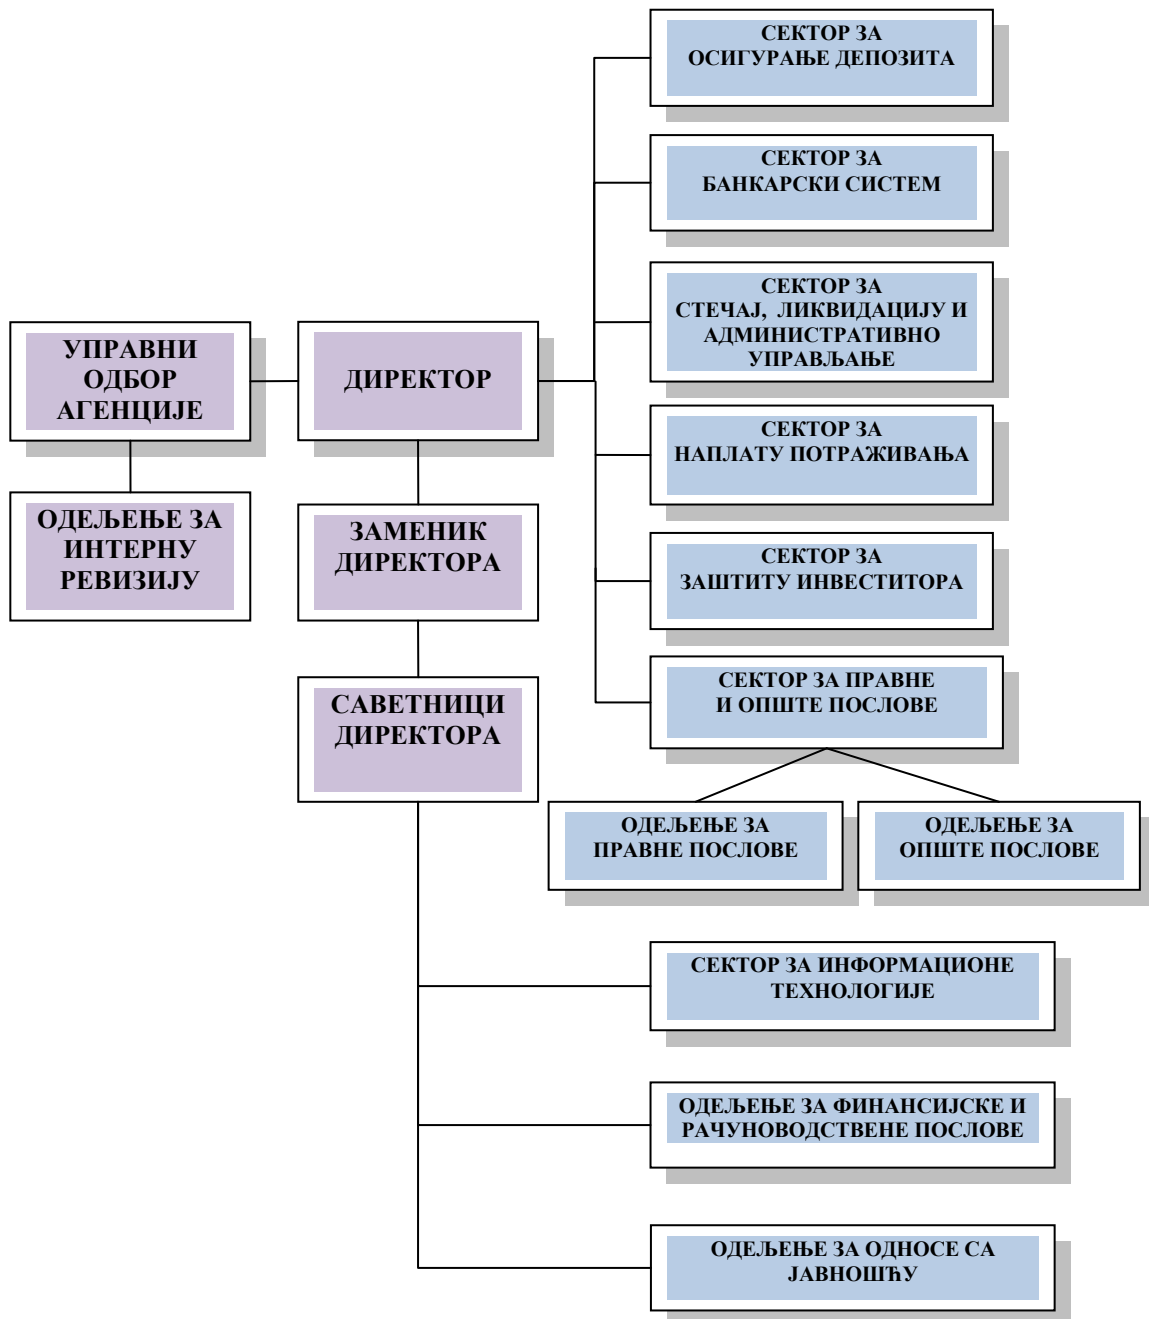 СЕКТОР ЗА
ОСИГУРАЊЕ ДЕПОЗИТА
СЕКТОР ЗА
БАНКАРСКИ СИСТЕМ
СЕКТОР ЗА
СТЕЧАЈ, ЛИКВИДАЦИЈУ И
АДМИНИСТРАТИВНО
УПРАВЉАЊЕ
УПРАВНИ
ОДБОР
АГЕНЦИЈЕ
ДИРЕКТОР
СЕКТОР ЗА
НАПЛАТУ ПОТРАЖИВАЊА
ОДЕЉЕЊЕ ЗА
ИНТЕРНУ
РЕВИЗИЈУ
ЗАМЕНИК
ДИРЕКТОРА
СЕКТОР ЗА
ЗАШТИТУ ИНВЕСТИТОРА
САВЕТНИЦИ
ДИРЕКТОРА
СЕКТОР ЗА ПРАВНЕ
И ОПШТЕ ПОСЛОВЕ
ОДЕЉЕЊЕ ЗА
ПРАВНЕ ПОСЛОВЕ
ОДЕЉЕЊЕ ЗА
ОПШТЕ ПОСЛОВЕ
СЕКТОР ЗА ИНФОРМАЦИОНЕ
ТЕХНОЛОГИЈЕ
ОДЕЉЕЊЕ ЗА ФИНАНСИЈСКЕ И
РАЧУНОВОДСТВЕНЕ ПОСЛОВЕ
ОДЕЉЕЊЕ ЗА ОДНОСЕ СА
ЈАВНОШЋУ